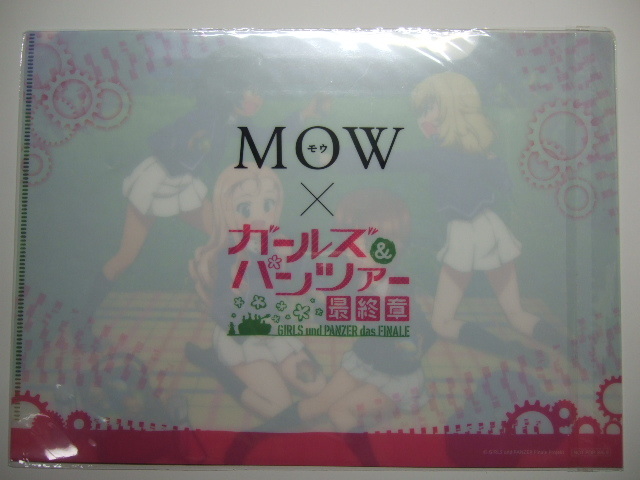 MOW
モウ
×
ガールズ&
パンツァー
最終章
GIRLS und PANZER das FINALE